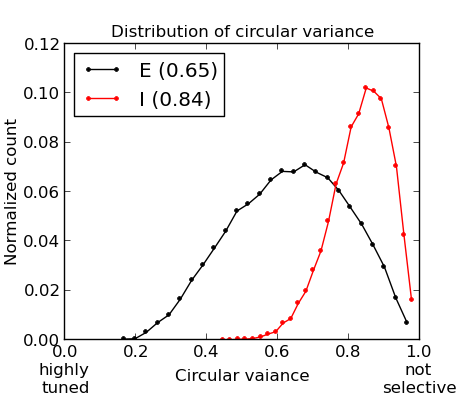 Distribution of circular variance
0.12
0.10
0.08
0.06
0.04
0.02
0.00
Normalized count
E (0.65)
I (0.84)
0.0
0.2
0.4
0.6
0.8
1.0
highly
tuned
Circular vaiance
not
selective